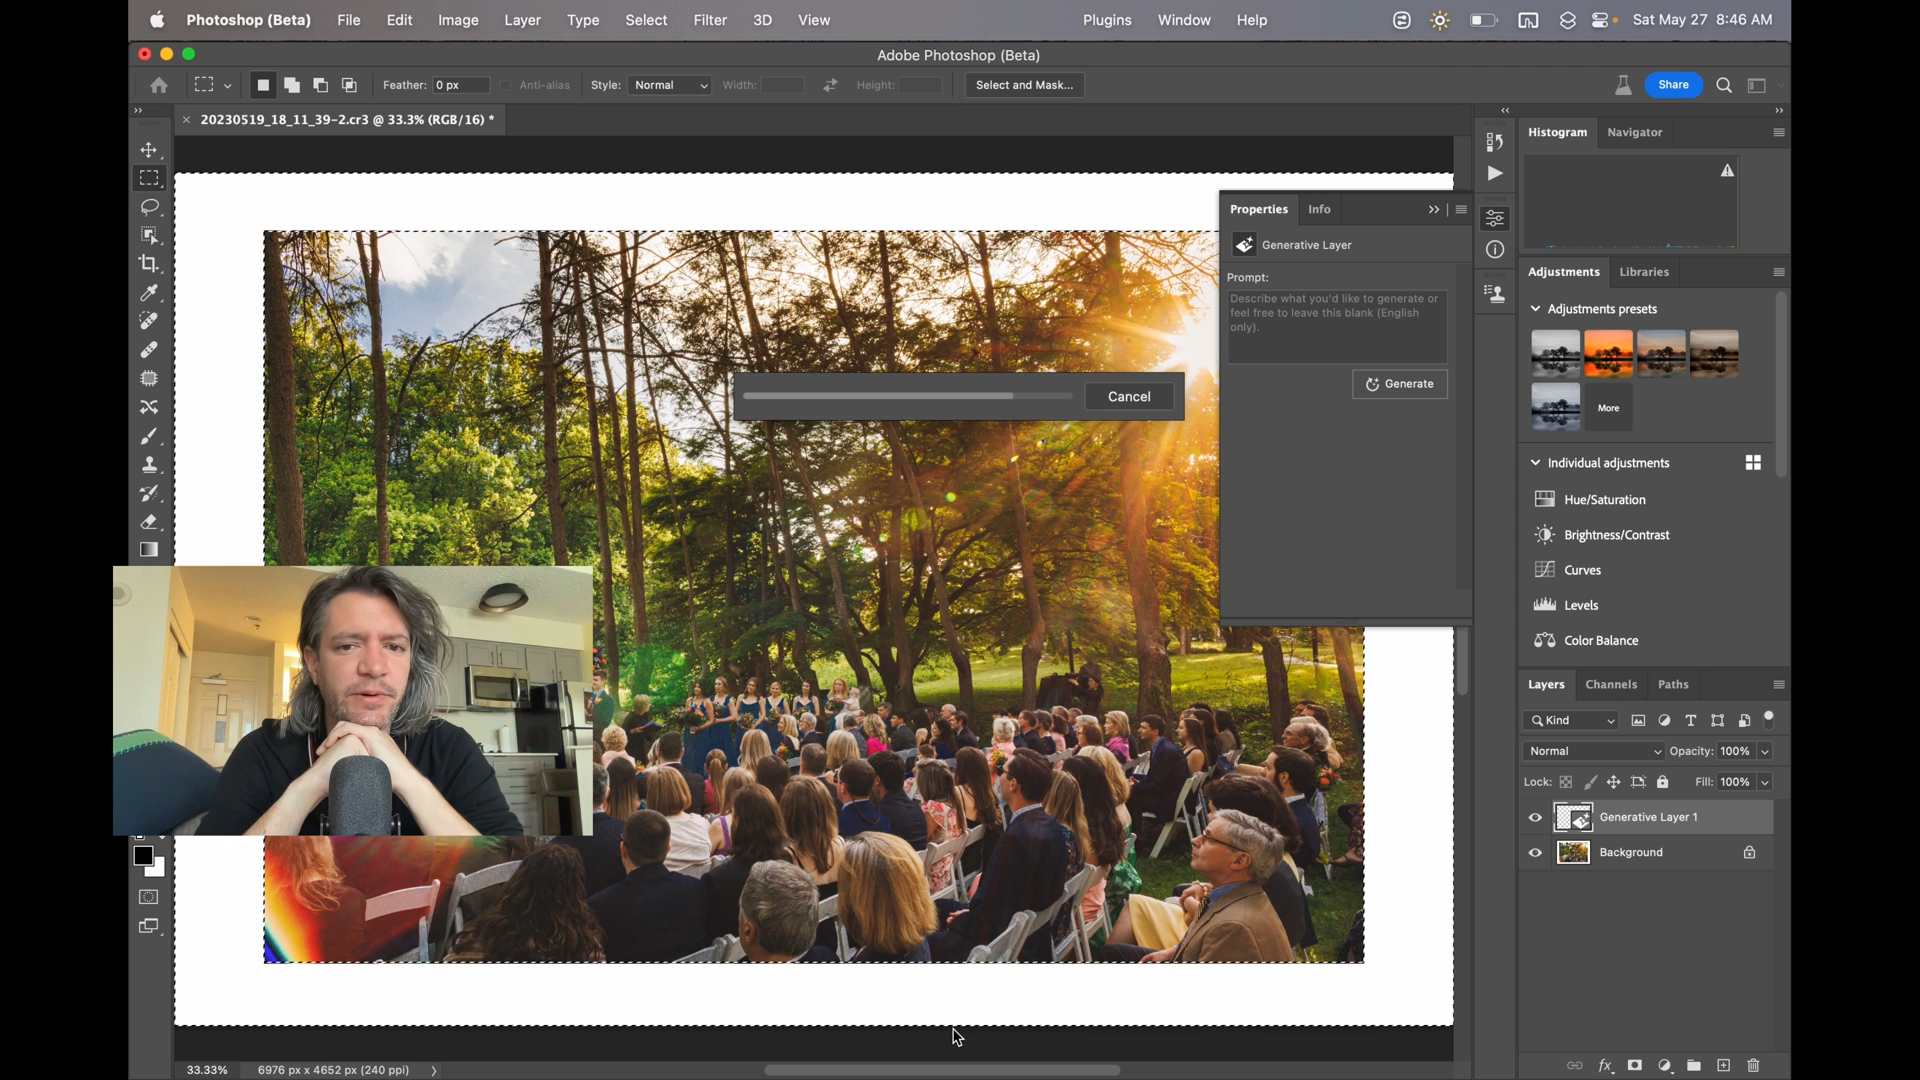 Photoshop (Beta) File Edit Image Layer Type Select Filter 3D View Plugins Window Help Sat May 27 8:46 AM
Adobe Photoshop (Beta)
Feather: 0 px Anti-alias Style: Normal Width: Height: Select and Mask... Share
× 20230519_18_11_39-2.cr3 @ 33.3% (RGB/16) *
Histogram Navigator
Properties Info
Generative Layer
Prompt:
Describe what you'd like to generate or
feel free to leave this blank (English
only).
Generate
Cancel
Adjustments Libraries
Adjustments presets
More
Individual adjustments
Hue/Saturation
Brightness/Contrast
Curves
Levels
Color Balance
Layers Channels Paths
Kind
Normal Opacity: 100%
Lock: Fill: 100%
Generative Layer 1
Background
fx
33.33% 6976 px x 4652 px (240 ppi)